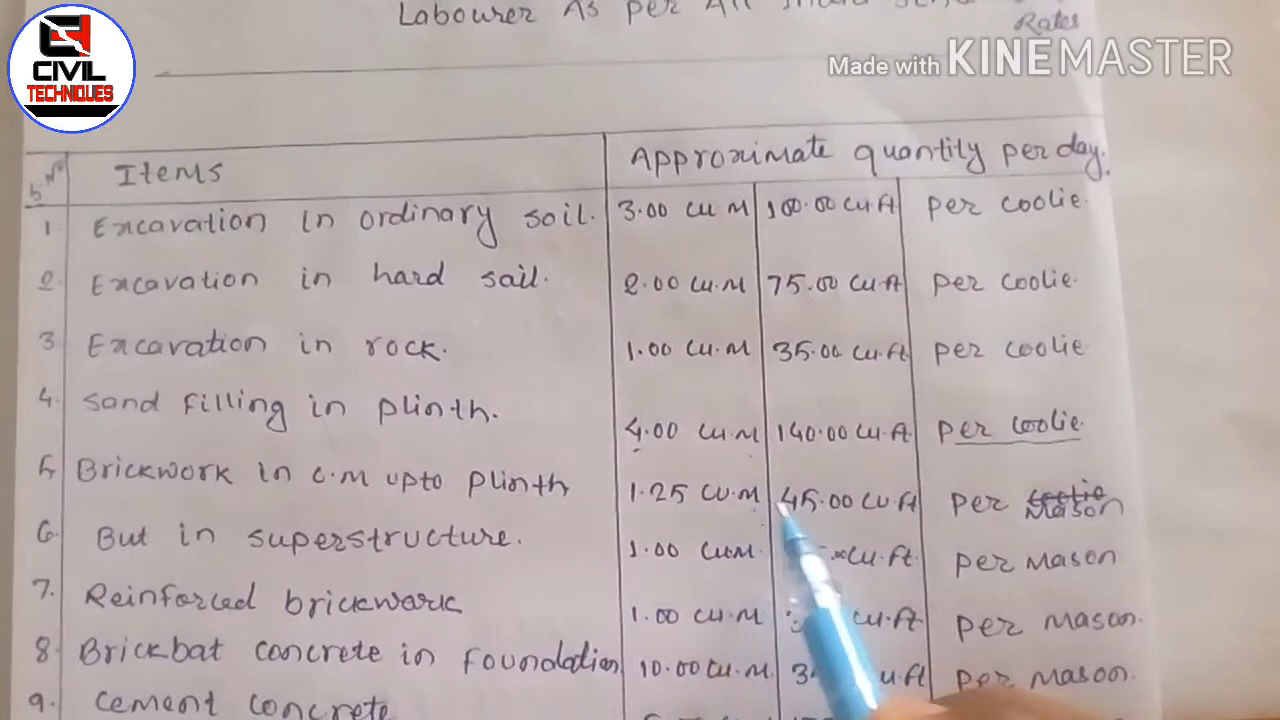 Labourer As per All India
Rates
Made with KINEMASTER
CIVIL
TECHNIQUES
Items Approximate quantity per day.
1. Excavation in ordinary soil. 3.00 cu.M 100.00 cu.ft per coolie.
2. Excavation in hard sail. 2.00 cu.M 75.00 cu.ft per coolie.
3. Excavation in rock. 1.00 cu.M 35.00 cu.ft per coolie
4. Sand filling in plinth. 4.00 cu.M 140.00 cu.ft per coolie.
5. Brickwork in C.M upto plinth 1.25 cu.M 45.00 cu.ft per Mason
6. But in superstructure. 1.00 cu.M. cu.ft. per mason
7. Reinforced brickwark 1.00 cu.M cu.ft per mason.
8. Brickbat concrete in foundation 10.00 cu.M per mason.
9. Cement concrete